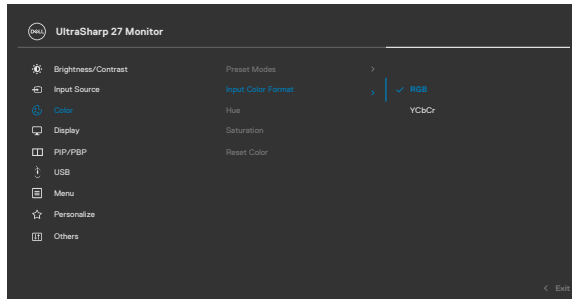 DELL UltraSharp 27 Monitor
Brightness/Contrast Preset Modes >
Input Source Input Color Format > ✓ RGB
Color Hue YCbCr
Display Saturation
PIP/PBP Reset Color
USB
Menu
Personalize
Others
< Exit